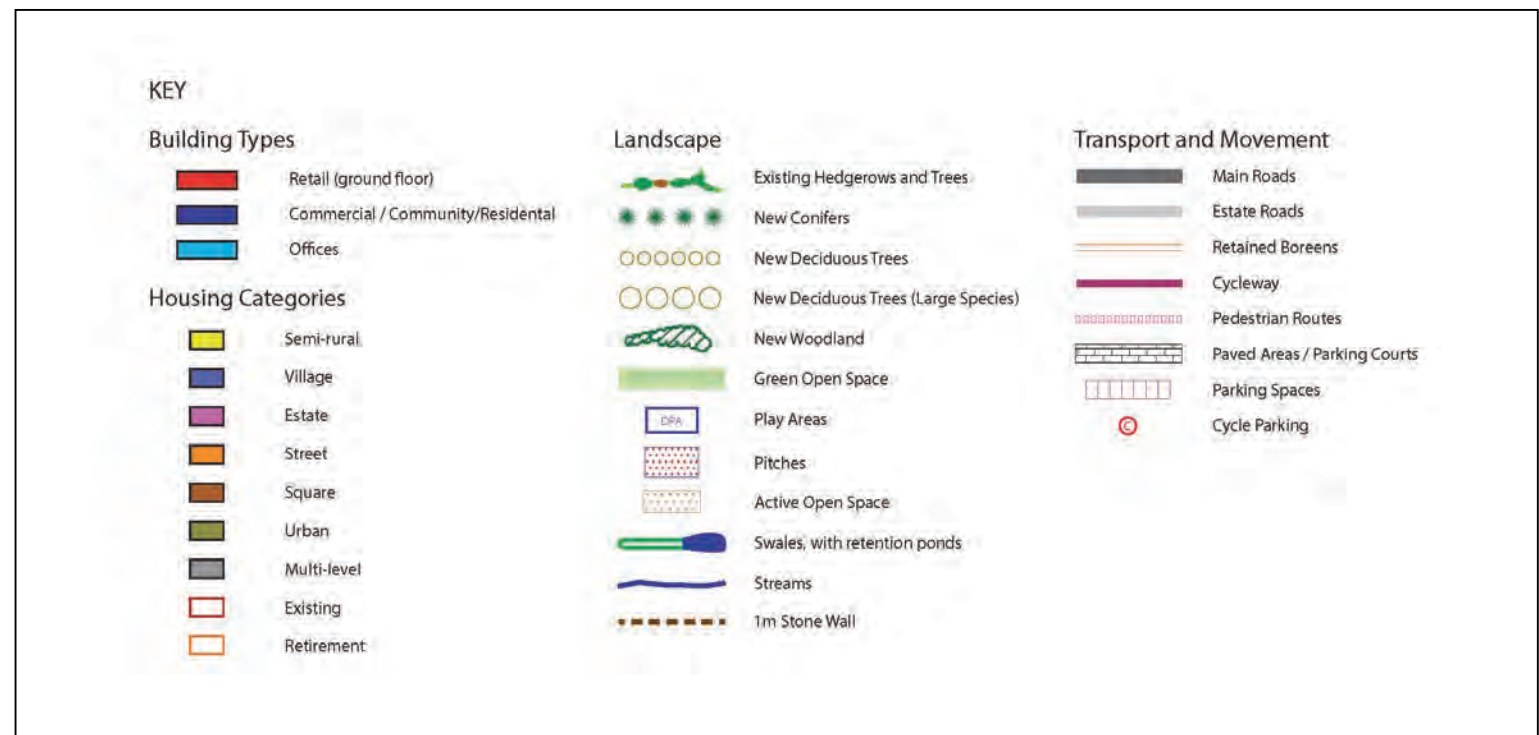 KEY
Building Types
Retail (ground floor)
Commercial / Community/Residental
Offices
Housing Categories
Semi-rural
Village
Estate
Street
Square
Urban
Multi-level
Existing
Retirement
Landscape
Existing Hedgerows and Trees
New Conifers
New Deciduous Trees
New Deciduous Trees (Large Species)
New Woodland
Green Open Space
DPA
Play Areas
Pitches
Active Open Space
Swales, with retention ponds
Streams
1m Stone Wall
Transport and Movement
Main Roads
Estate Roads
Retained Boreens
Cycleway
Pedestrian Routes
Paved Areas / Parking Courts
Parking Spaces
C
Cycle Parking